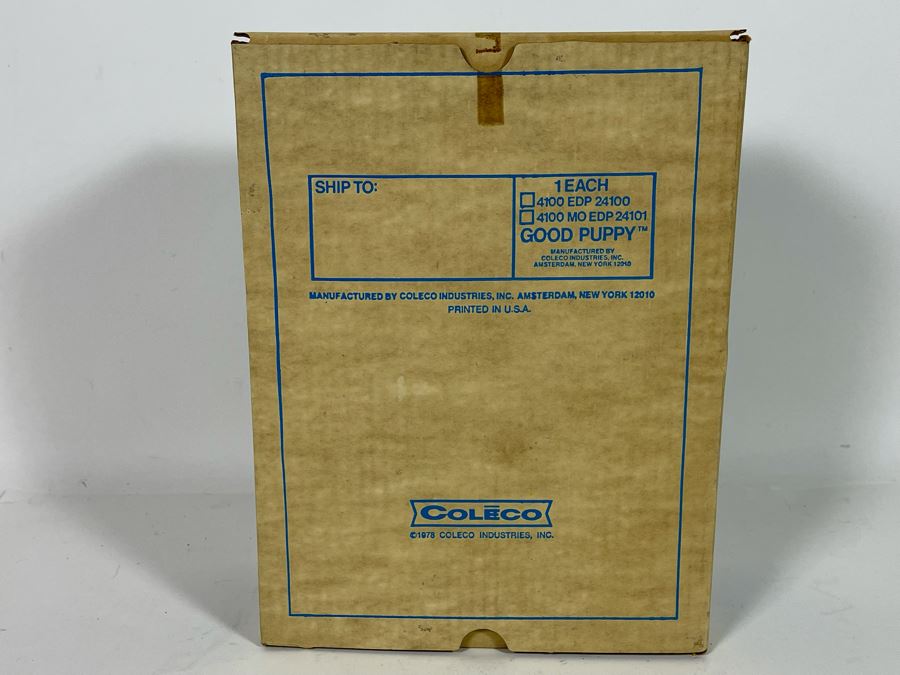 SHIP TO:
1 EACH
4100 EDP 24100
4100 MO EDP 24101
GOOD PUPPY™
MANUFACTURED BY
COLECO INDUSTRIES, INC.
AMSTERDAM, NEW YORK 12010
MANUFACTURED BY COLECO INDUSTRIES, INC. AMSTERDAM, NEW YORK 12010
PRINTED IN U.S.A.
COLECO
©1978 COLECO INDUSTRIES, INC.